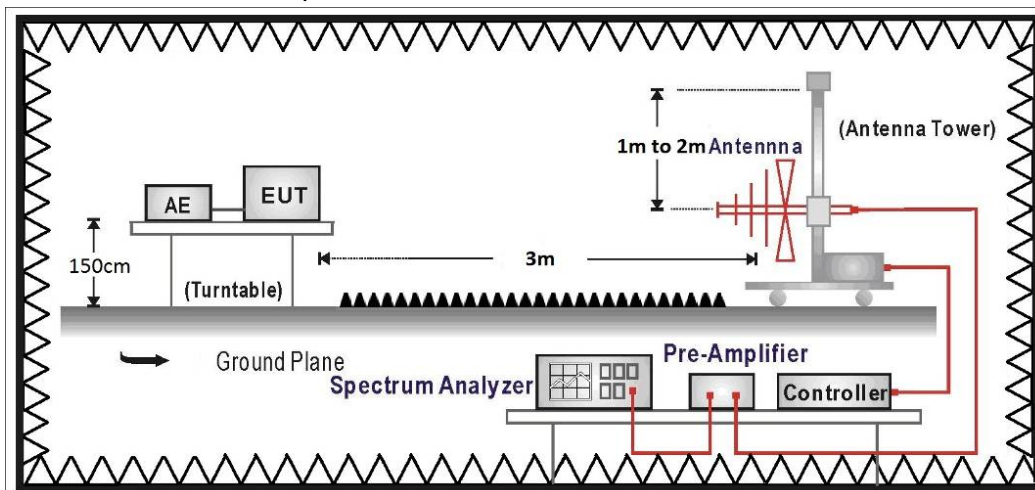 (Antenna Tower)
1m to 2m Antennna
EUT
AE
150cm
3m
(Turntable)
Ground Plane
Pre-Amplifier
Spectrum Analyzer
Controller